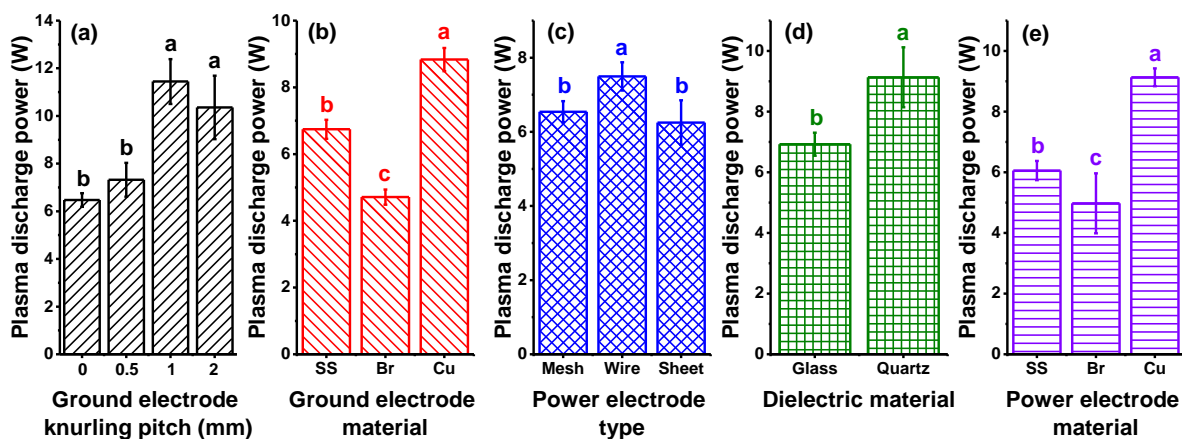 Plasma discharge power (W)
14
12
10
8
6
4
2
0
(a)
b
b
a
a
0 0.5 1 2
Ground electrode
knurling pitch (mm)
Plasma discharge power (W)
10
8
6
4
2
0
(b)
b
c
a
SS Br Cu
Ground electrode
material
Plasma discharge power (W)
8
6
4
2
0
(c)
b
a
b
Mesh Wire Sheet
Power electrode
type
Plasma discharge power (W)
10
8
6
4
2
0
(d)
b
a
Glass Quartz
Dielectric material
Plasma discharge power (W)
10
8
6
4
2
0
(e)
b
c
a
SS Br Cu
Power electrode
material